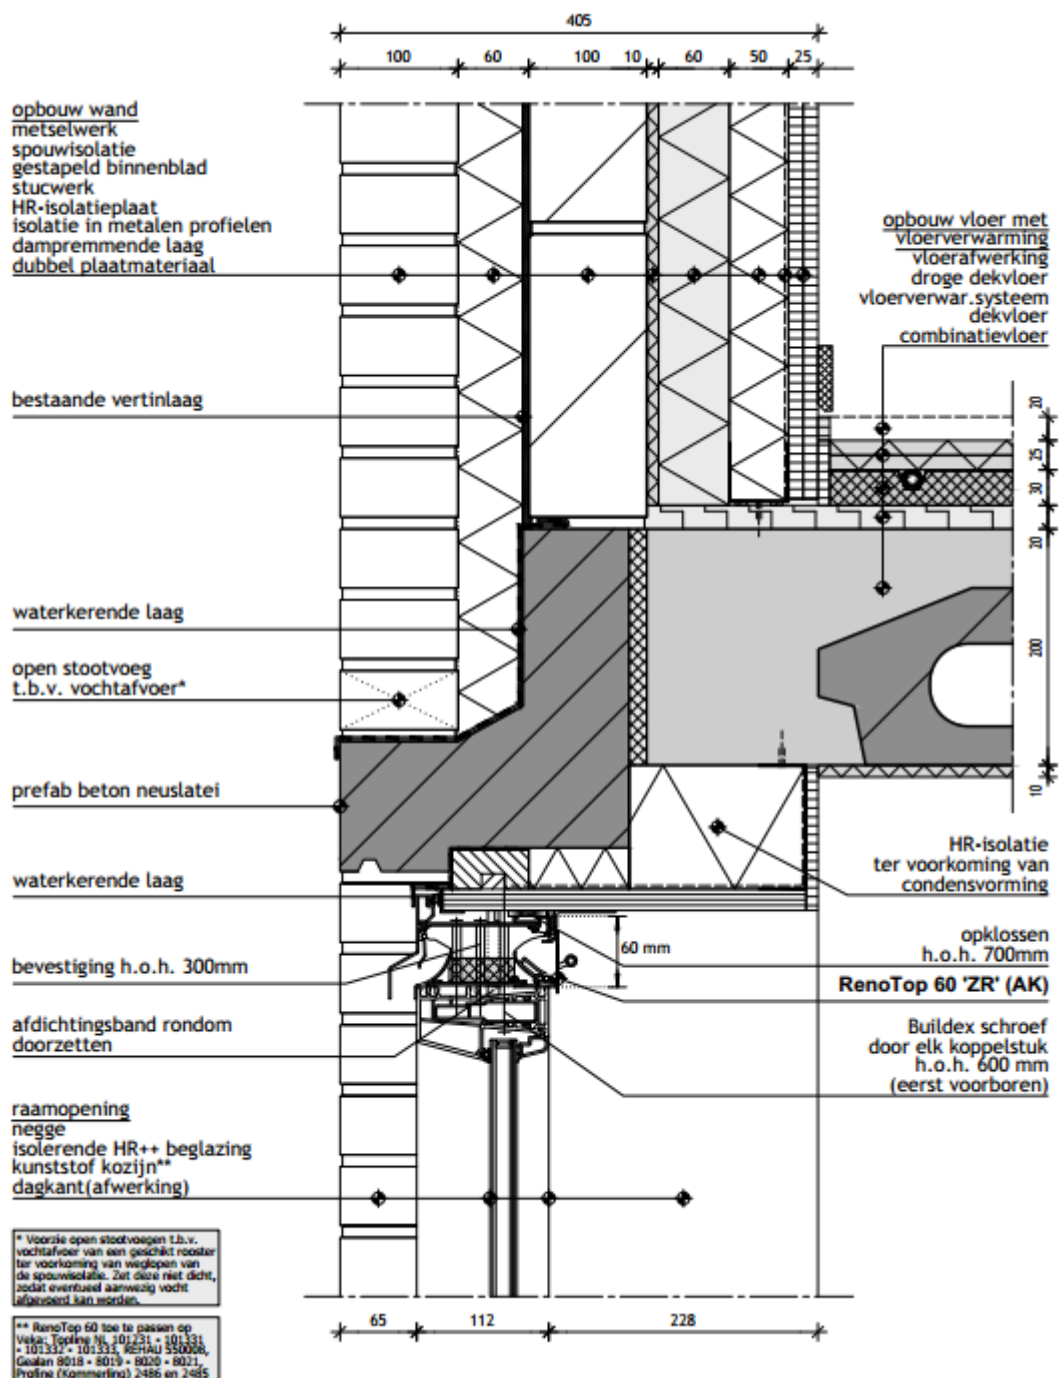 405
100 60 100 10 60 50 25
opbouw wand
metselwerk
spouwisolatie
gestapeld binnenblad
stucwerk
HR-isolatieplaat
isolatie in metalen profielen
dampremmende laag
dubbel plaatmateriaal
opbouw vloer met
vloerverwarming
vloerafwerking
droge dekvloer
vloerverwar.systeem
dekvloer
combinatievloer
bestaande vertinlaag
20
25
30
20
200
10
waterkerende laag
open stootvoeg
t.b.v. vochtafvoer*
prefab beton neuslatei
HR-isolatie
ter voorkoming van
condensvorming
waterkerende laag
60 mm
opklossen
h.o.h. 700mm
bevestiging h.o.h. 300mm
RenoTop 60 'ZR' (AK)
afdichtingsband rondom
doorzetten
Buildex schroef
door elk koppelstuk
h.o.h. 600 mm
(eerst voorboren)
raamopening
negge
isolerende HR++ beglazing
kunststof kozijn**
dagkant(afwerking)
* Voorzie open stootvoegen t.b.v.
vochtafvoer van een geschikt rooster
ter voorkoming van weglopen van
de spouwisolatie. Zet deze niet dicht,
zodat eventueel aanwezig vocht
afgevoerd kan worden.
** RenoTop 60 toe te passen op
Veka: Topline NL 101231 - 101331
- 101332 - 101333, REHAU 550008,
Gealan 8018 - 8019 - 8020 - 8021,
Profine (Kommerling) 2486 en 2485
65 112 228